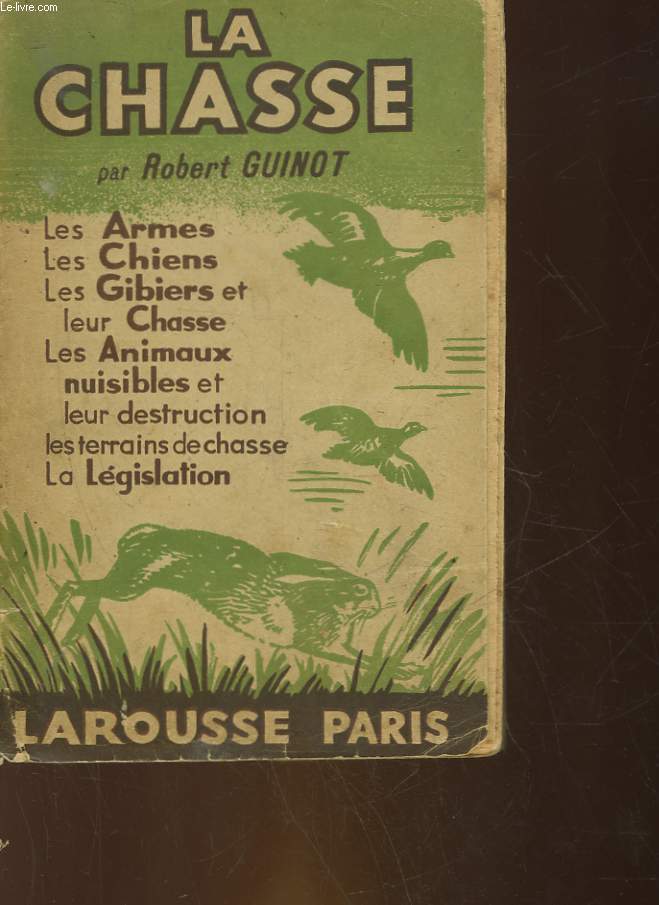 Le-livre.com
LA
CHASSE
par Robert GUINOT
Les Armes
Les Chiens
Les Gibiers et
leur Chasse
Les Animaux
nuisibles et
leur destruction
les terrains de chasse
La Législation
LAROUSSE PARIS